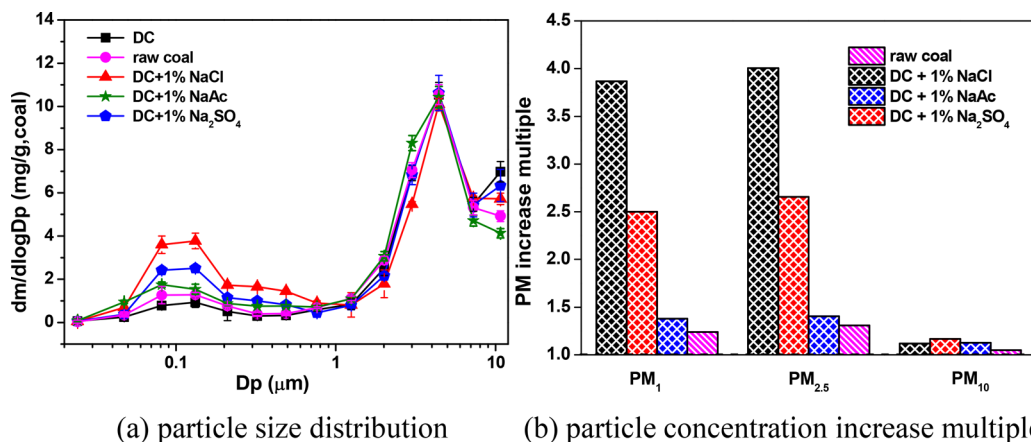 14
12
10
8
6
4
2
0
dm/dlogDp (mg/g,coal)
DC
raw coal
DC+1% NaCl
DC+1% NaAc
DC+1% Na₂SO₄
0.1
1
10
Dp (μm)
(a) particle size distribution
4.5
4.0
3.5
3.0
2.5
2.0
1.5
1.0
PM increase multiple
raw coal
DC + 1% NaCl
DC + 1% NaAc
DC + 1% Na₂SO₄
PM₁
PM₂.₅
PM₁₀
(b) particle concentration increase multiple